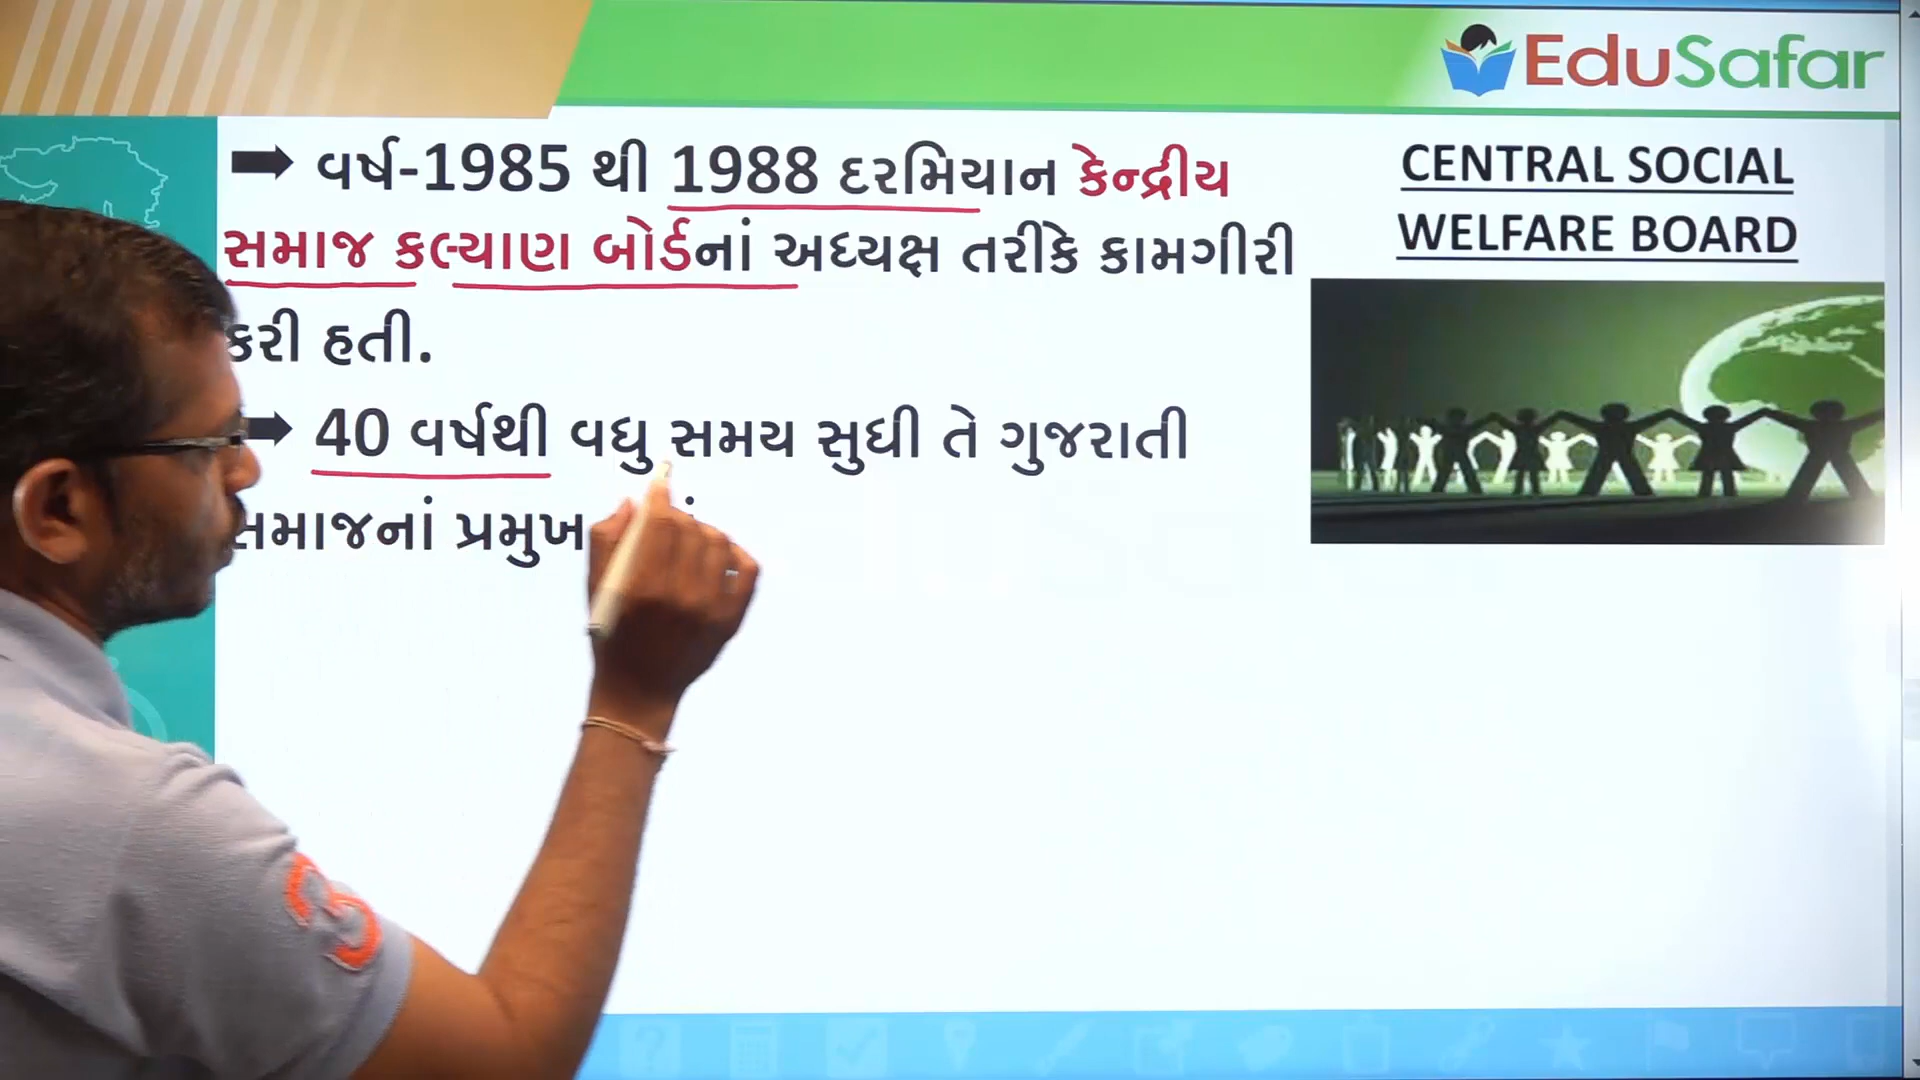 EduSafar
➡ વર્ષ-1985 થી 1988 દરમિયાન કેન્દ્રીય
સમાજ કલ્યાણ બોર્ડનાં અધ્યક્ષ તરીકે કામગીરી
કરી હતી.
➡ 40 વર્ષથી વધુ સમય સુધી તે ગુજરાતી
સમાજનાં પ્રમુખ
CENTRAL SOCIAL
WELFARE BOARD
3